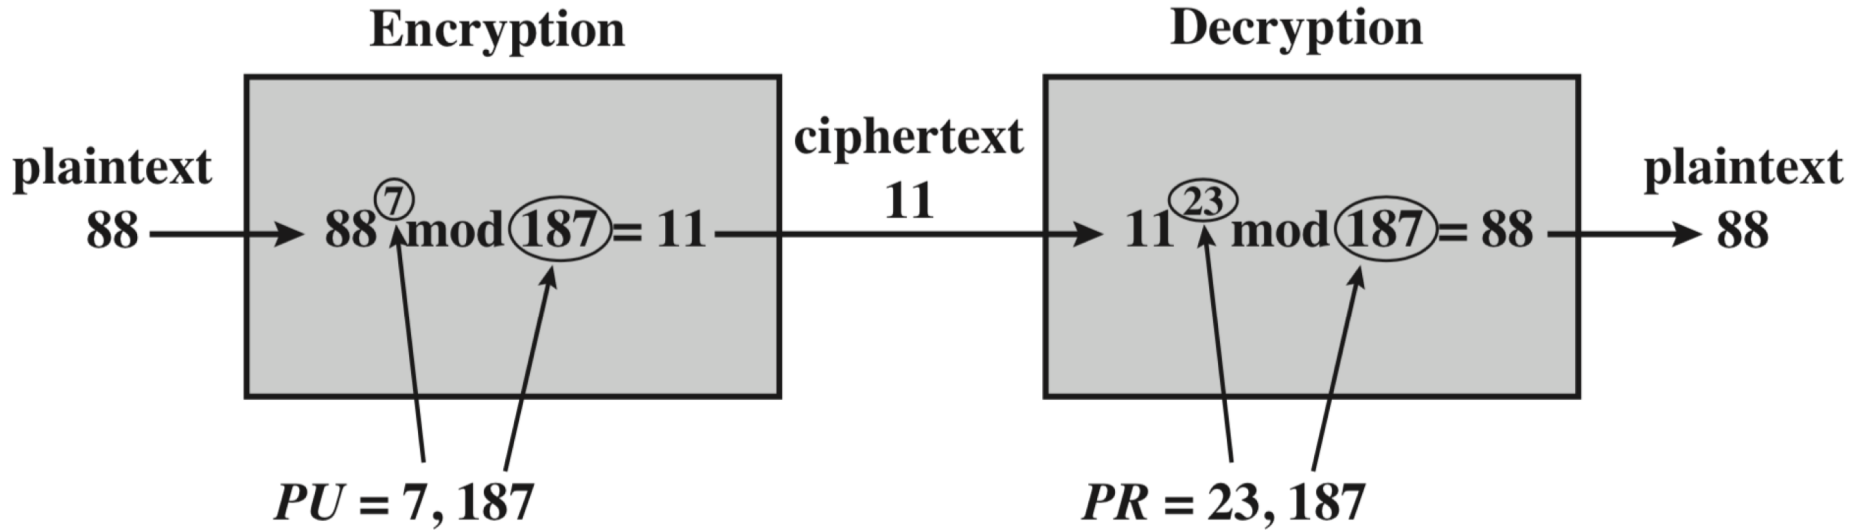 Encryption
Decryption
plaintext
88
88^7 mod 187 = 11
ciphertext
11
11^23 mod 187 = 88
plaintext
88
PU = 7, 187
PR = 23, 187